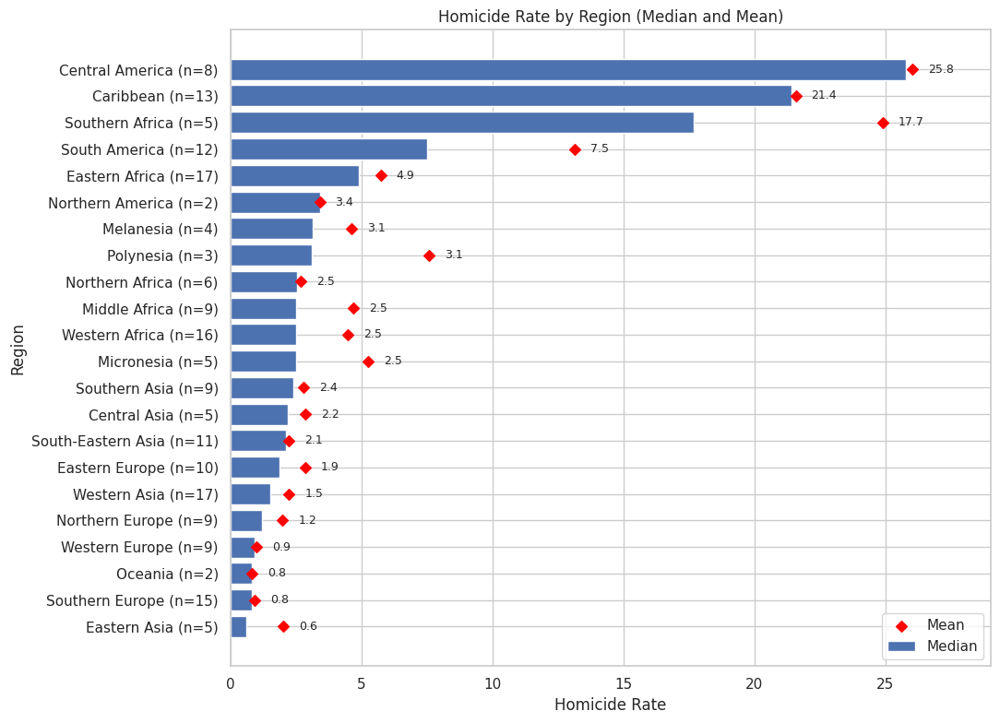 Homicide Rate by Region (Median and Mean)
Region
Central America (n=8) 25.8
Caribbean (n=13) 21.4
Southern Africa (n=5) 17.7
South America (n=12) 7.5
Eastern Africa (n=17) 4.9
Northern America (n=2) 3.4
Melanesia (n=4) 3.1
Polynesia (n=3) 3.1
Northern Africa (n=6) 2.5
Middle Africa (n=9) 2.5
Western Africa (n=16) 2.5
Micronesia (n=5) 2.5
Southern Asia (n=9) 2.4
Central Asia (n=5) 2.2
South-Eastern Asia (n=11) 2.1
Eastern Europe (n=10) 1.9
Western Asia (n=17) 1.5
Northern Europe (n=9) 1.2
Western Europe (n=9) 0.9
Oceania (n=2) 0.8
Southern Europe (n=15) 0.8
Eastern Asia (n=5) 0.6
Mean
Median
0 5 10 15 20 25
Homicide Rate